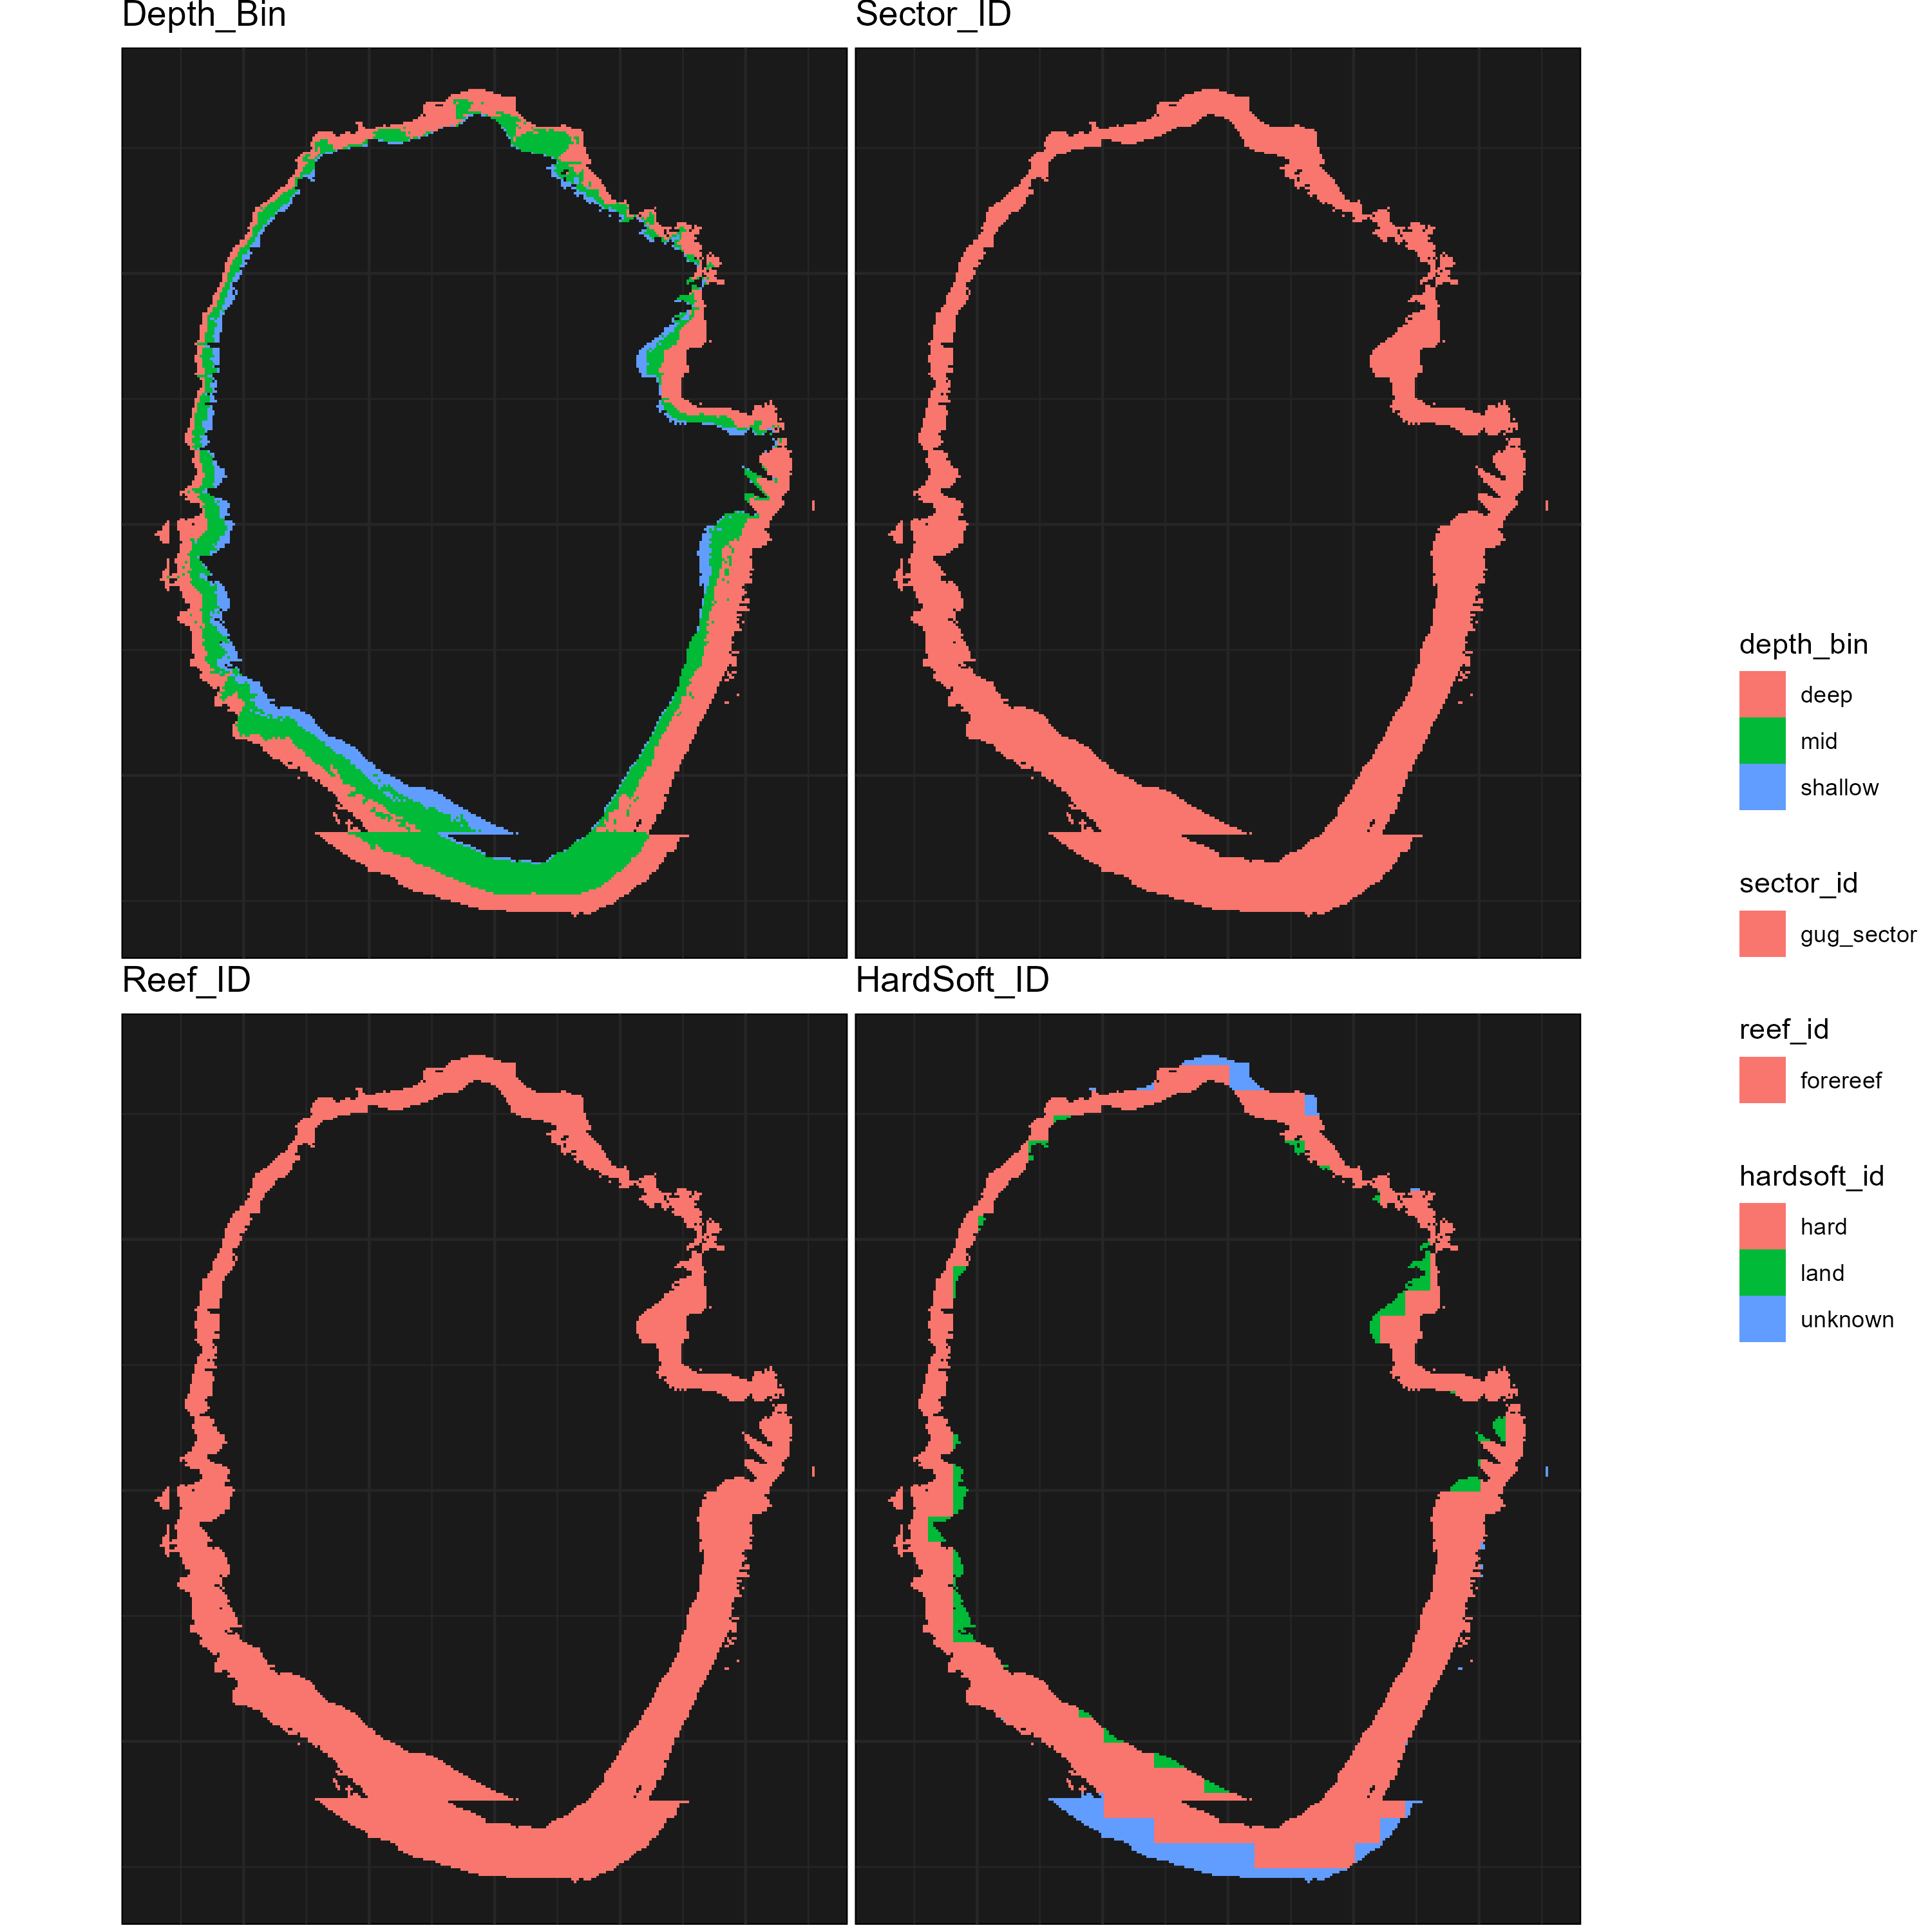 Depth_Bin
Sector_ID
Reef_ID
HardSoft_ID
depth_bin
deep
mid
shallow
sector_id
gug_sector
reef_id
forereef
hardsoft_id
hard
land
unknown